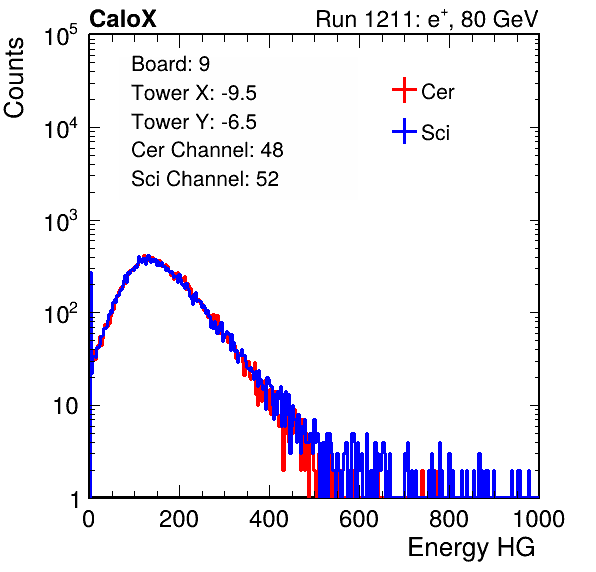 CaloX Run 1211: e⁺, 80 GeV
Counts
Board: 9
Tower X: -9.5
Tower Y: -6.5
Cer Channel: 48
Sci Channel: 52
Cer
Sci
10⁵
10⁴
10³
10²
10
1
0 200 400 600 800 1000
Energy HG